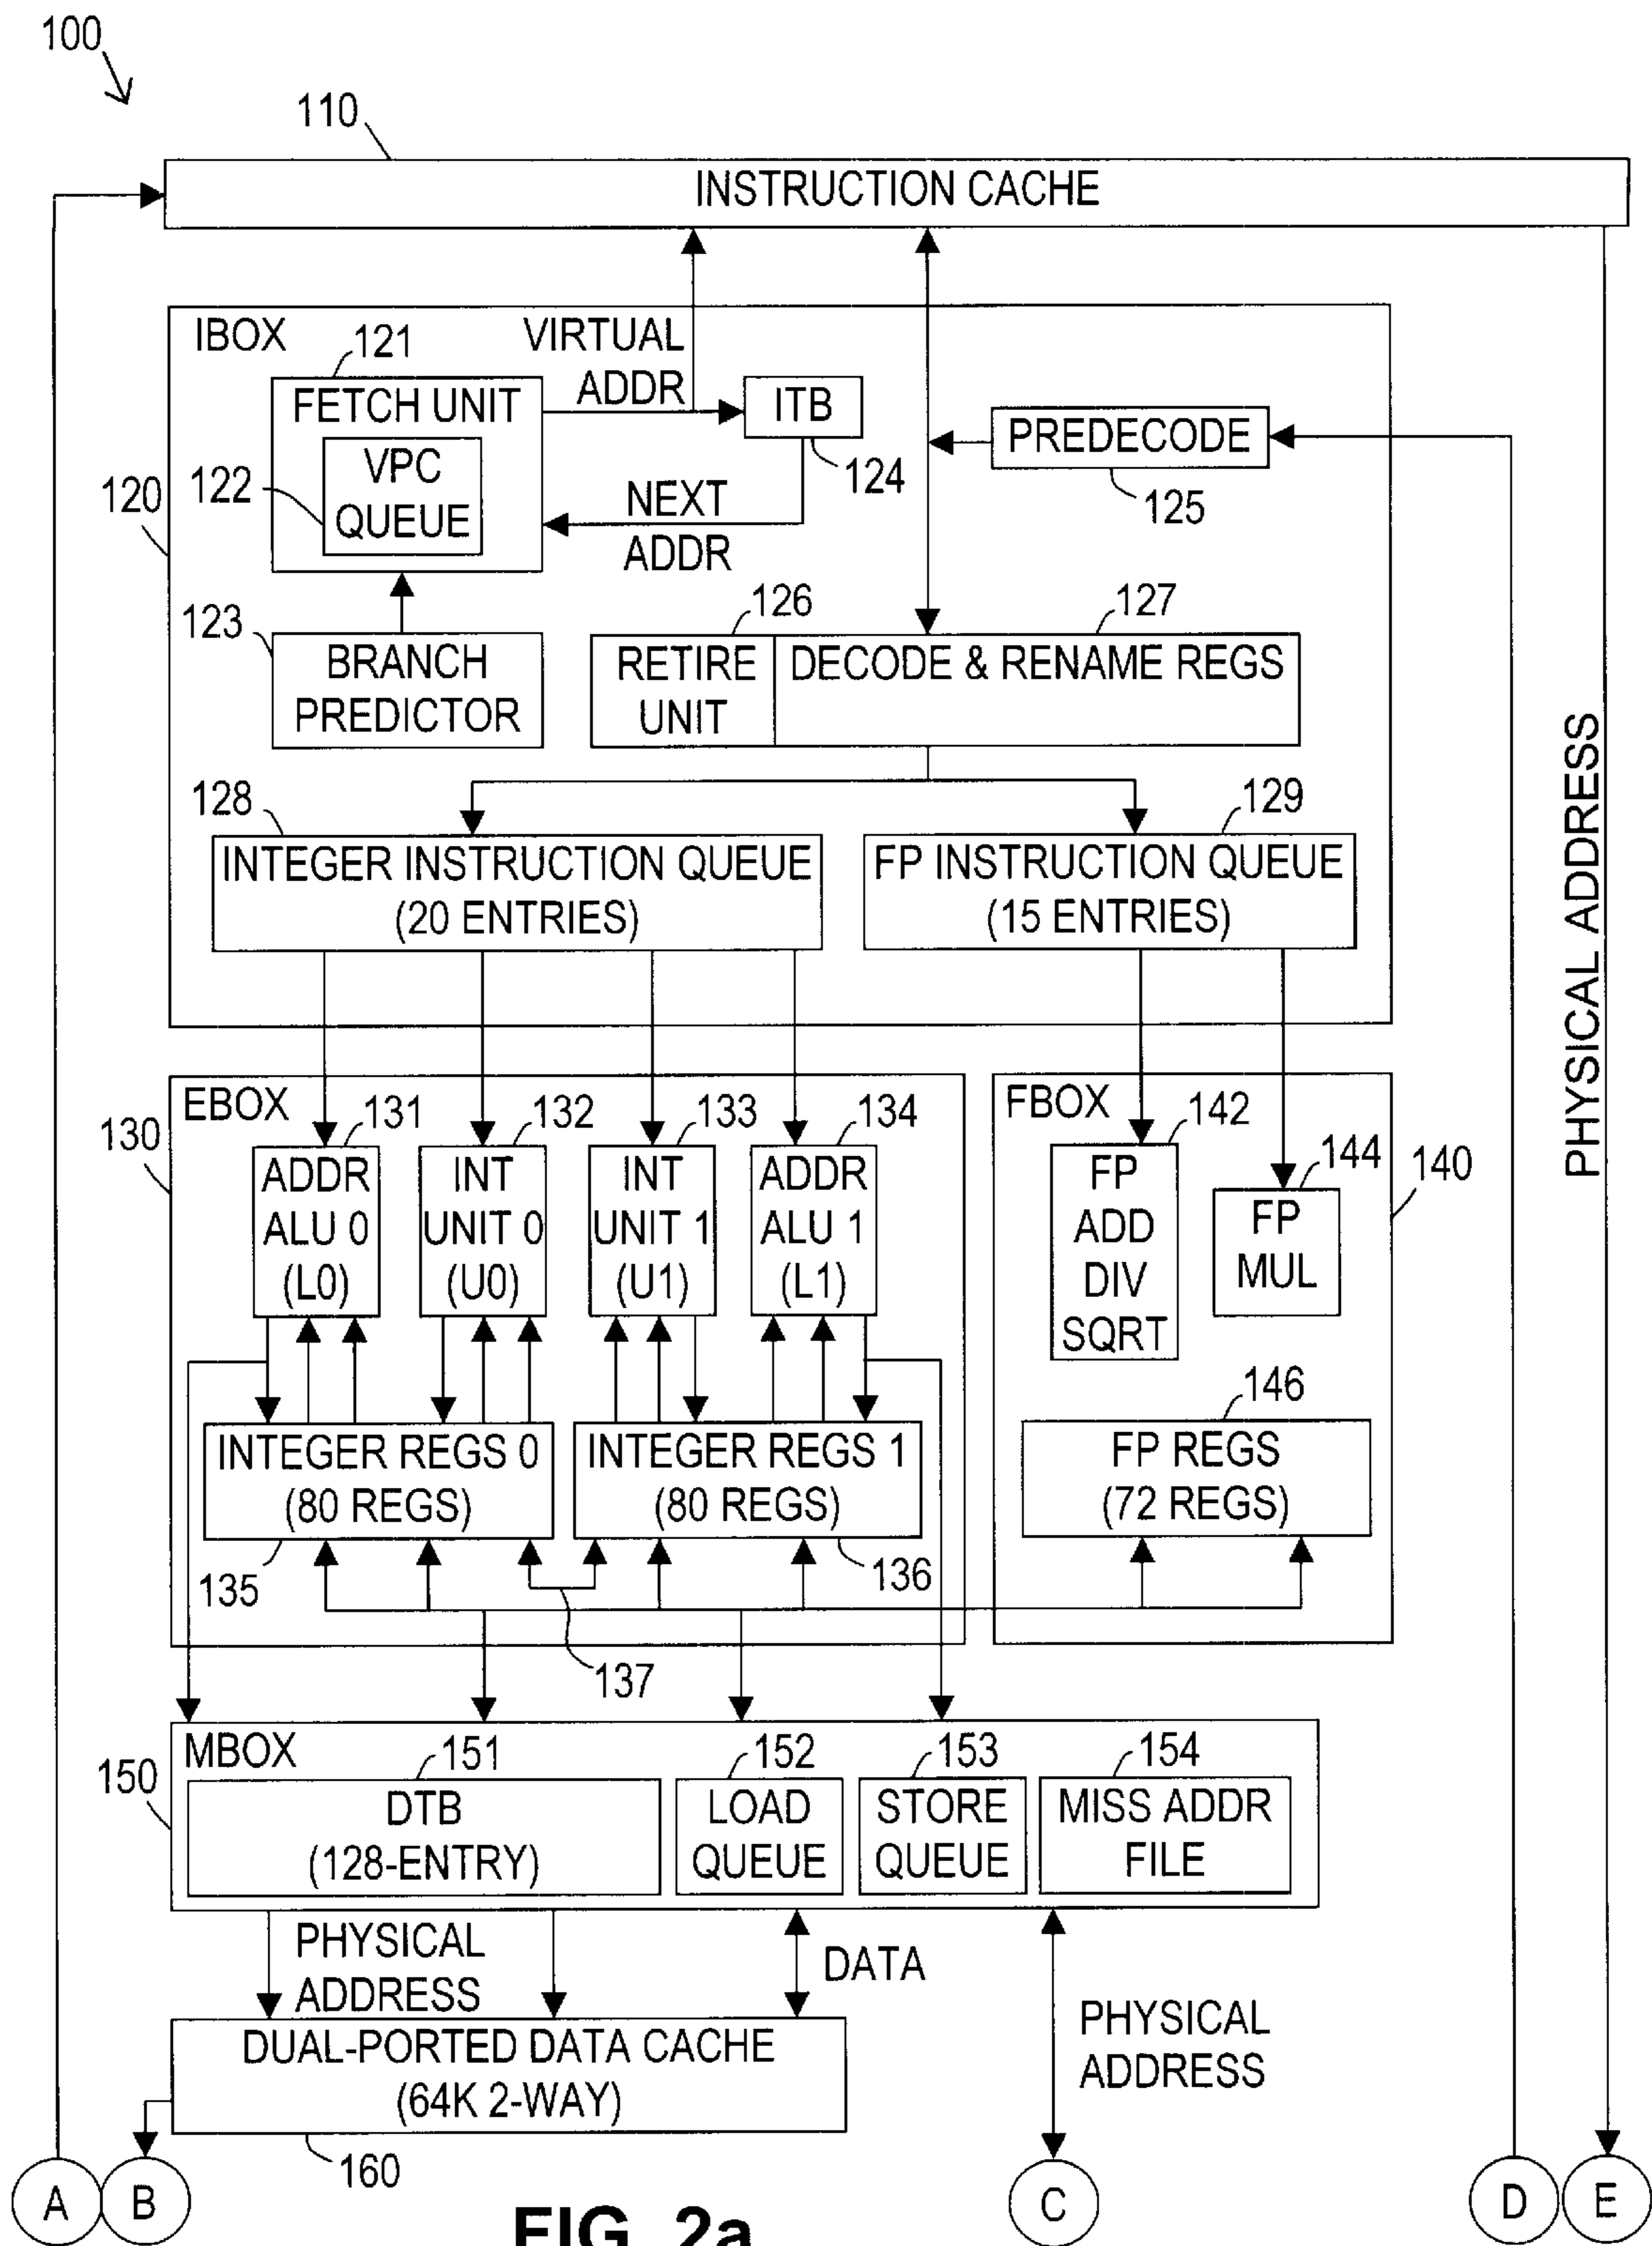 100
110
INSTRUCTION CACHE
IBOX
121
VIRTUAL
ADDR
FETCH UNIT
ITB
PREDECODE
VPC
QUEUE
122
124
125
120
NEXT
ADDR
123
126
127
BRANCH
PREDICTOR
RETIRE
UNIT
DECODE & RENAME REGS
128
129
INTEGER INSTRUCTION QUEUE
(20 ENTRIES)
FP INSTRUCTION QUEUE
(15 ENTRIES)
PHYSICAL ADDRESS
EBOX
131
132
133
134
FBOX
142
130
144
140
ADDR
ALU 0
(L0)
INT
UNIT 0
(U0)
INT
UNIT 1
(U1)
ADDR
ALU 1
(L1)
FP
ADD
DIV
SQRT
FP
MUL
146
INTEGER REGS 0
(80 REGS)
INTEGER REGS 1
(80 REGS)
FP REGS
(72 REGS)
135
136
137
MBOX
151
152
153
154
150
DTB
(128-ENTRY)
LOAD
QUEUE
STORE
QUEUE
MISS ADDR
FILE
PHYSICAL
ADDRESS
DATA
PHYSICAL
ADDRESS
DUAL-PORTED DATA CACHE
(64K 2-WAY)
160
A
B
C
D
E
FIG. 2a